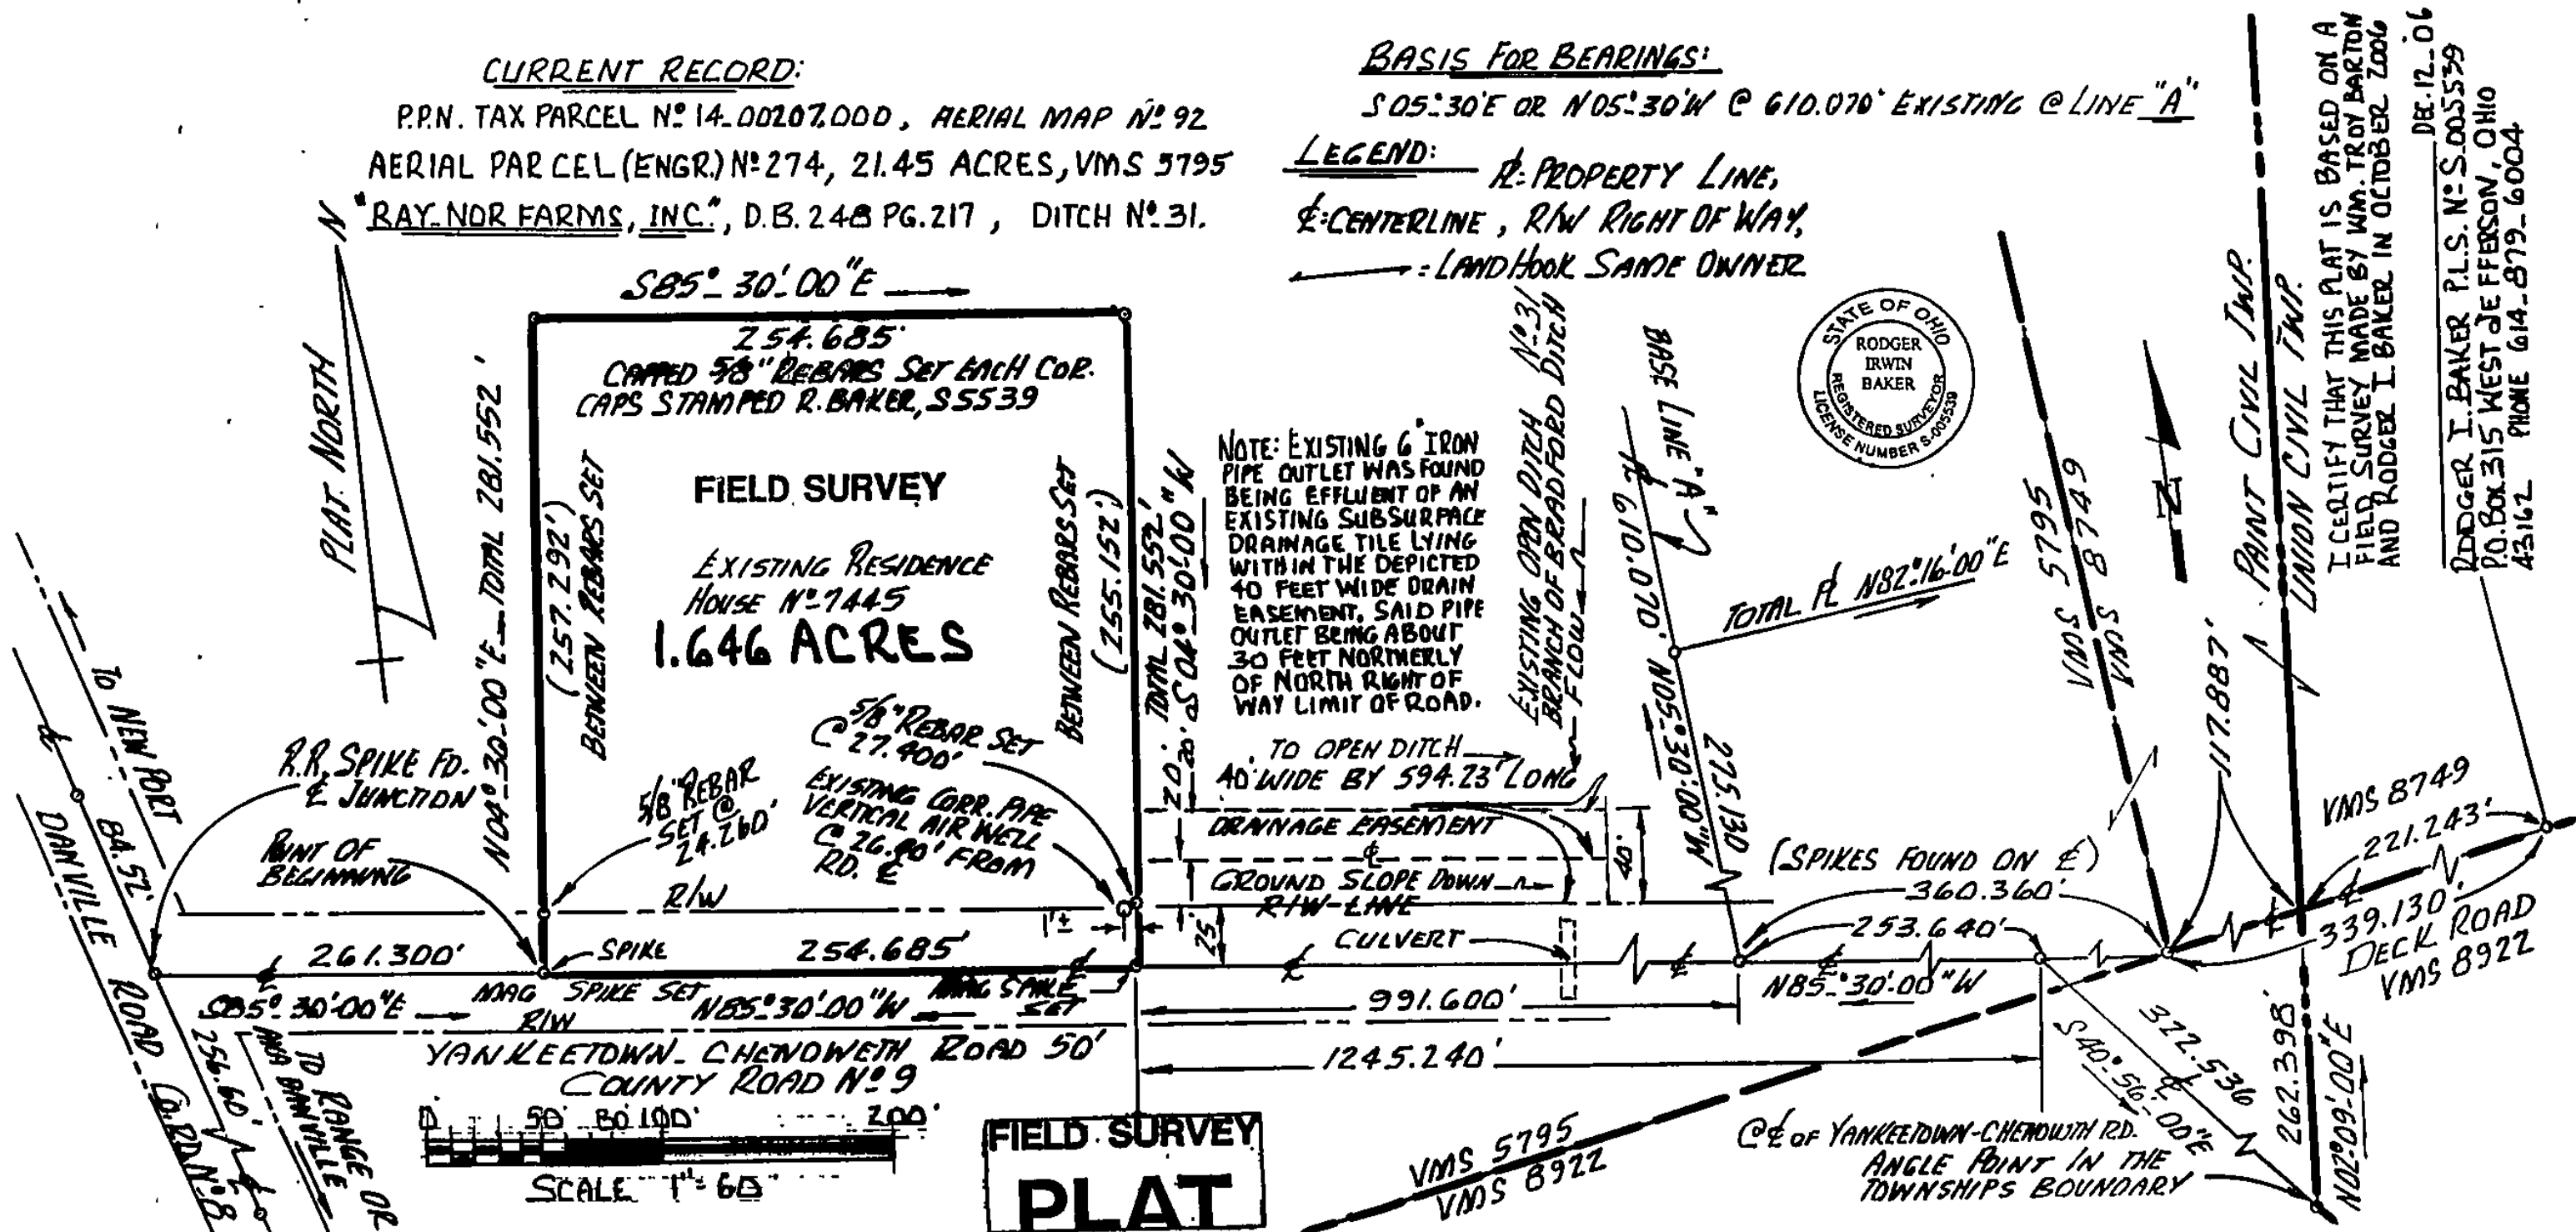 CURRENT RECORD:
P.P.N. TAX PARCEL Nº 14-00207.000, AERIAL MAP Nº 92
AERIAL PARCEL (ENGR.) Nº 274, 21.45 ACRES, VMS 5795
"RAY-NOR FARMS, INC.", D.B. 248 PG. 217, DITCH Nº 31.
BASIS FOR BEARINGS:
S 05°30'E OR N 05°30'W @ 610.070' EXISTING @ LINE "A"
LEGEND:
PL: PROPERTY LINE,
CL: CENTERLINE, R/W RIGHT OF WAY,
: LAND HOOK SAME OWNER
I CERTIFY THAT THIS PLAT IS BASED ON A
FIELD SURVEY MADE BY WM. TROY BARTON
AND RODGER I. BAKER IN OCTOBER 2006
DEC. 12_06
RODGER I. BAKER P.L.S. Nº S.005539
P.O. BOX 315 WEST JEFFERSON, OHIO
43162 PHONE 614-879-6004
STATE OF OHIO
RODGER
IRWIN
BAKER
REGISTERED SURVEYOR
LICENSE NUMBER S-005539
N
PLAT NORTH
S85°-30'-00"E
254.685'
CAPPED 5/8" REBARS SET EACH COR.
CAPS STAMPED R. BAKER, S5539
FIELD SURVEY
EXISTING RESIDENCE
HOUSE Nº 7445
1.646 ACRES
N04°-30'-00"E TOTAL 281.552'
(257.292')
BETWEEN REBARS SET
BETWEEN REBARS SET
(255.152')
TOTAL 281.552'
S04°-30'-00"W
5/8" REBAR SET
@ 27.400'
5/8" REBAR
SET @
24.260'
EXISTING CORR. PIPE
VERTICAL AIR WELL
@ 26.90' FROM
RD. CL
R/W
1'±
NOTE: EXISTING 6" IRON
PIPE OUTLET WAS FOUND
BEING EFFLUENT OF AN
EXISTING SUBSURFACE
DRAINAGE TILE LYING
WITHIN THE DEPICTED
40 FEET WIDE DRAIN
EASEMENT, SAID PIPE
OUTLET BEING ABOUT
30 FEET NORTHERLY
OF NORTH RIGHT OF
WAY LIMIT OF ROAD.
EXISTING OPEN DITCH Nº 31
BRANCH OF BRADFORD DITCH
FLOW
TO OPEN DITCH
40' WIDE BY 594.23' LONG
20' 20'
DRAINAGE EASEMENT
CL
GROUND SLOPE DOWN
R/W LINE
40'
25'
CULVERT
BASE LINE "A"
PL 610.070' N05°-30'-00"W
275.130
TOTAL PL N82°-16'-00"E
VMS 5795
VMS 8749
N
PAINT CIVIL TWP.
UNION CIVIL TWP.
117.887'
(SPIKES FOUND ON CL)
360.360'
253.640'
N85°-30'-00"W
VMS 8749
221.243'
339.130'
DECK ROAD
VMS 8922
TO NEWPORT
84.52'
DANVILLE ROAD CO. RD. Nº 8
256.60'
TO RANGE OR
AKA DANVILLE
R.R. SPIKE FD.
CL JUNCTION
POINT OF
BEGINNING
261.300'
S85°-30'-00"E
SPIKE
254.685'
MAG SPIKE SET
N85°-30'-00"W
MAG SPIKE
SET
R/W
YANKEETOWN-CHENOWETH ROAD 50'
COUNTY ROAD Nº 9
991.600'
1245.240'
0 50' 80' 100' 200'
SCALE 1"=60'
FIELD SURVEY
PLAT
VMS 5795
VMS 8922
S40°-56'-00"E
322.536
CL
262.398'
N02°-09'-00"E
@ CL OF YANKEETOWN-CHENOWITH RD.
ANGLE POINT IN THE
TOWNSHIPS BOUNDARY